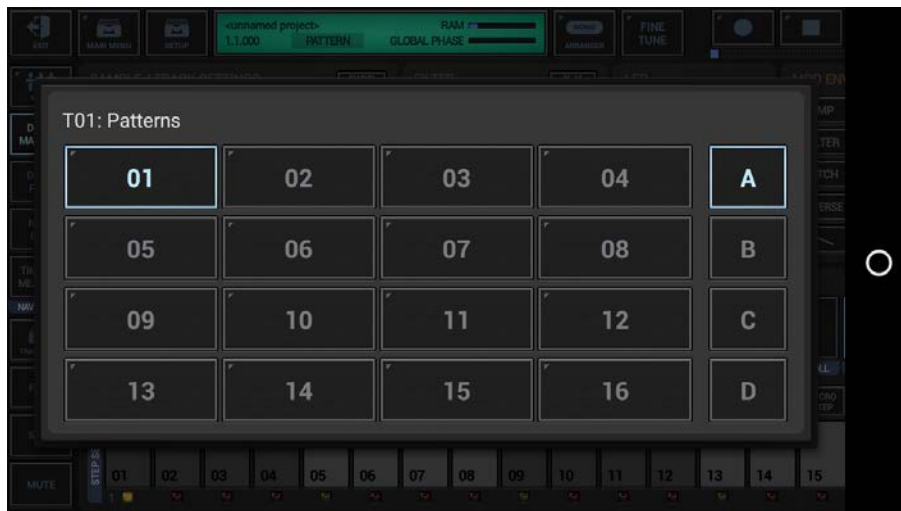 EXIT
MAIN MENU
SETUP
<unnamed project>
RAM
1.1.000
PATTERN
GLOBAL PHASE
SONG
ARRANGER
FINE
TUNE
T01: Patterns
01
02
03
04
A
05
06
07
08
B
09
10
11
12
C
13
14
15
16
D
MUTE
01
02
03
04
05
06
07
08
09
10
11
12
13
14
15
1